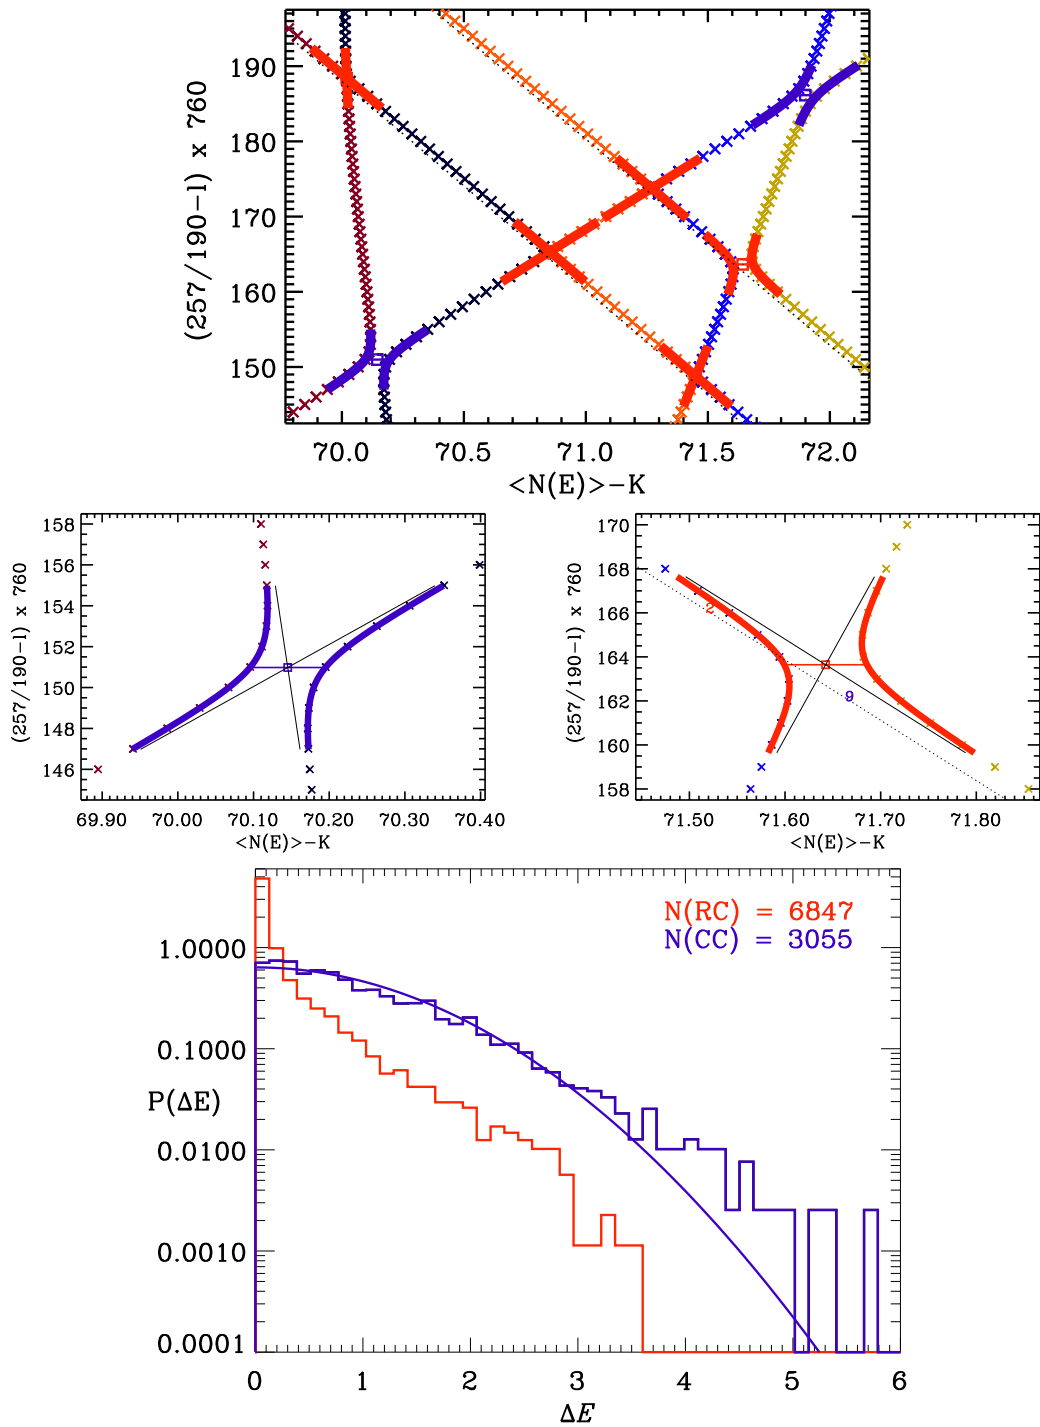 (257/190-l) x 760
190
180
170
160
150
70.0 70.5 71.0 71.5 72.0
<N(E)>-K
(257/190-l) x 760
158
156
154
152
150
148
146
69.90 70.00 70.10 70.20 70.30 70.40
<N(E)>-K
(257/190-l) x 760
170
168
166
164
162
160
158
2
9
71.50 71.60 71.70 71.80
<N(E)>-K
N(RC) = 6847
N(CC) = 3055
1.0000
0.1000
P(ΔE)
0.0100
0.0010
0.0001
0 1 2 3 4 5 6
ΔE